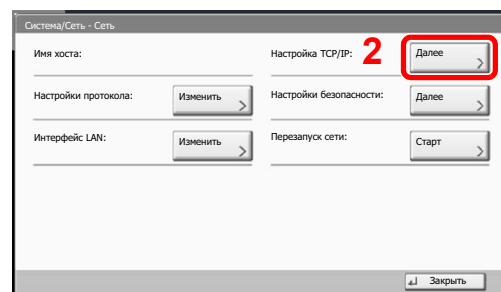 Система/Сеть - Сеть
Имя хоста:
Настройка TCP/IP:
2
Далее
Настройки протокола:
Изменить
Настройки безопасности:
Далее
Интерфейс LAN:
Изменить
Перезапуск сети:
Старт
Закрыть